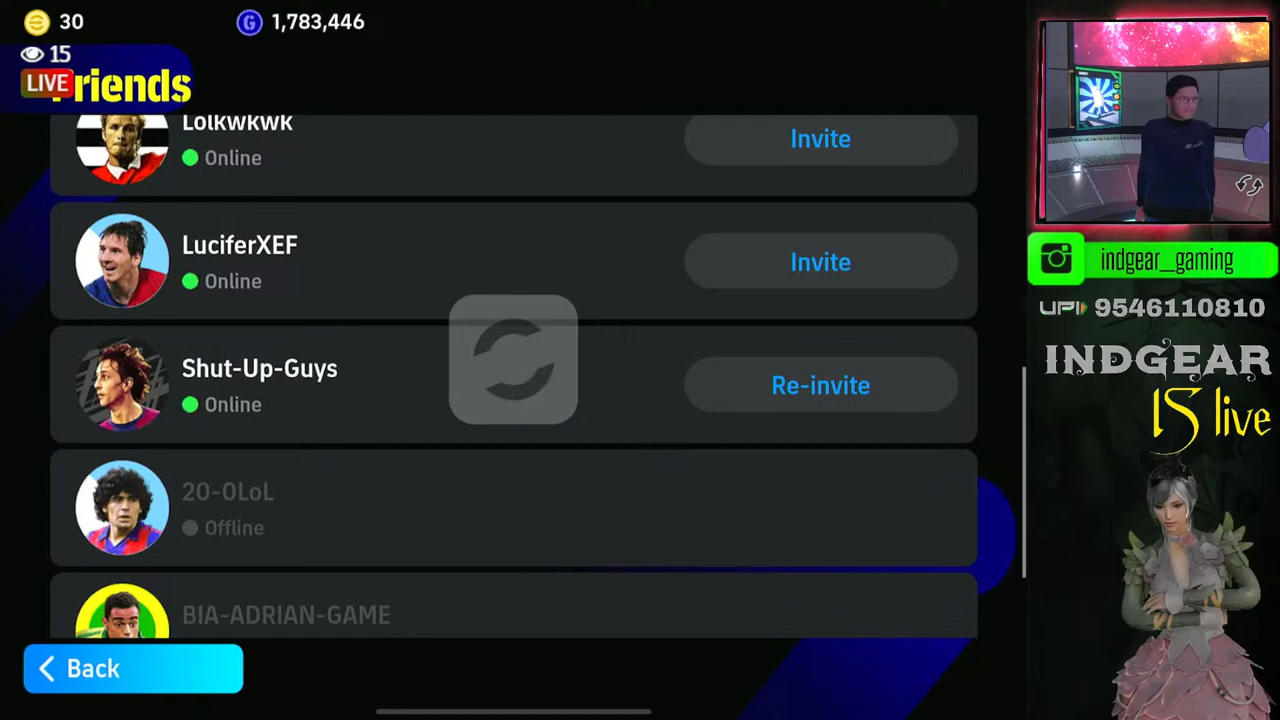 30
1,783,446
15
LIVE
Friends
Lolkwkwk
Online
Invite
LuciferXEF
Online
Invite
Shut-Up-Guys
Online
Re-invite
20-OLoL
Offline
BIA-ADRIAN-GAME
Back
indgear_gaming
UPI 9546110810
INDGEAR
IS live